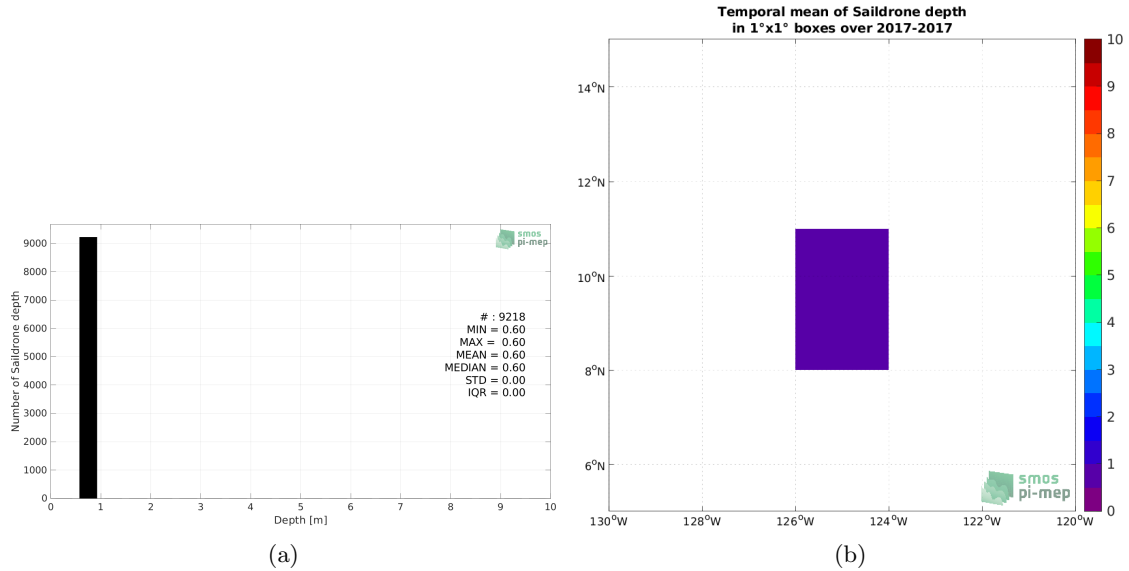 Number of Saildrone depth
9000
8000
7000
6000
5000
4000
3000
2000
1000
0
smos
pi-mep
# : 9218
MIN = 0.60
MAX = 0.60
MEAN = 0.60
MEDIAN = 0.60
STD = 0.00
IQR = 0.00
0 1 2 3 4 5 6 7 8 9 10
Depth [m]
(a)
Temporal mean of Saildrone depth
in 1°x1° boxes over 2017-2017
14°N
12°N
10°N
8°N
6°N
130°W 128°W 126°W 124°W 122°W 120°W
smos
pi-mep
10
9
8
7
6
5
4
3
2
1
0
(b)